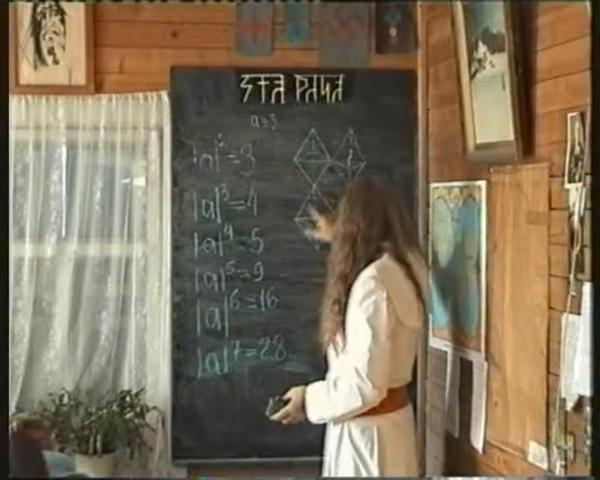 a=3
|a|²=3
|a|³=4
|a|⁴=5
|a|⁵=9
|a|⁶=16
|a|⁷=28